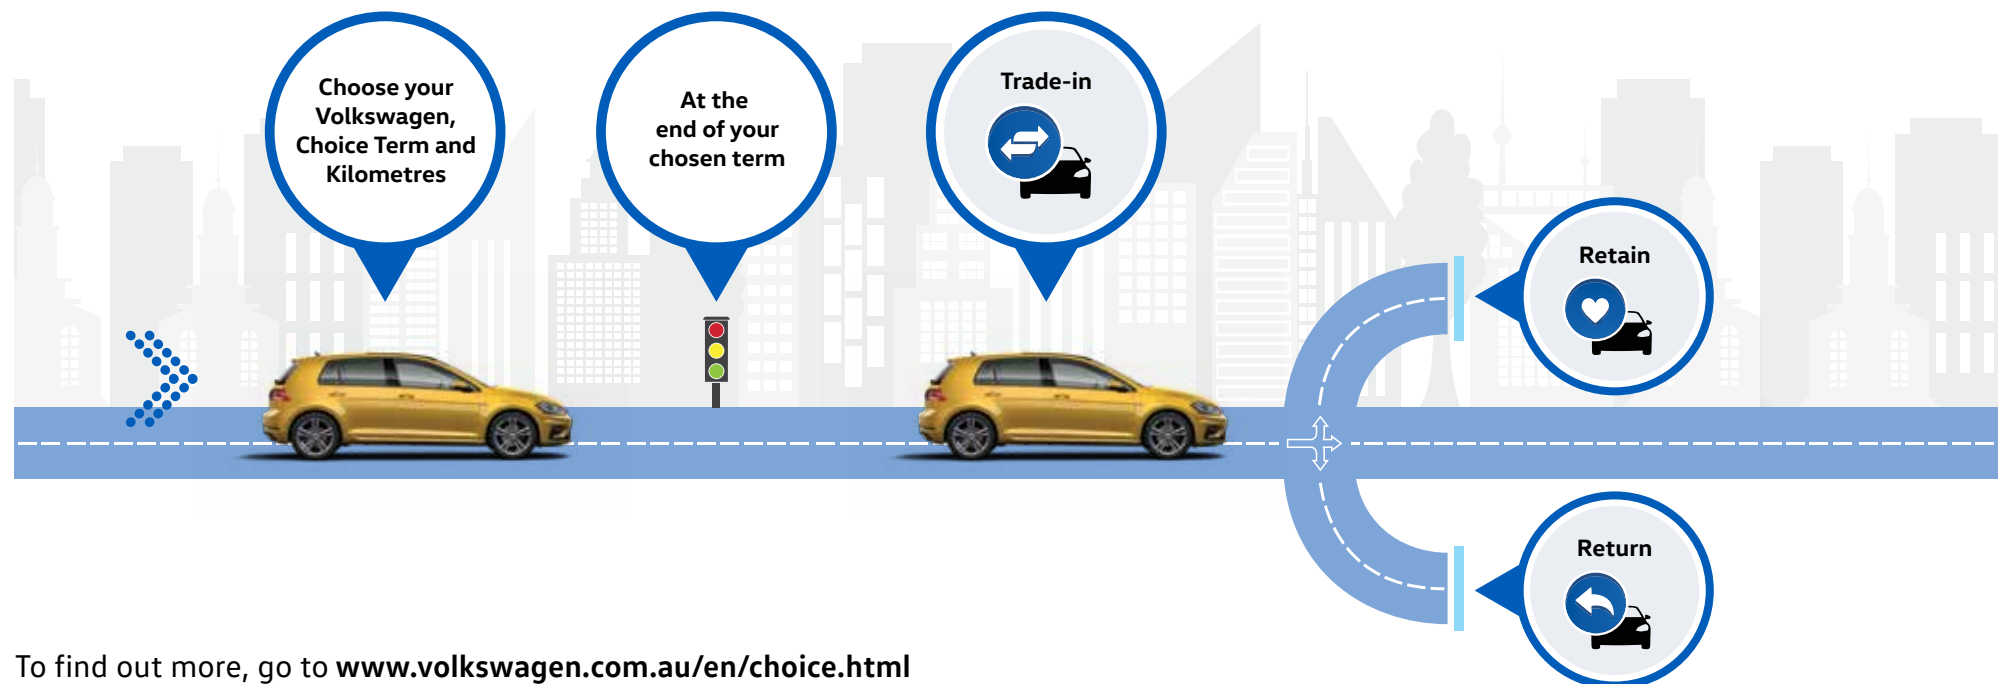 Choose your
Volkswagen,
Choice Term and
Kilometres
At the
end of your
chosen term
Trade-in
Retain
Return
To find out more, go to www.volkswagen.com.au/en/choice.html